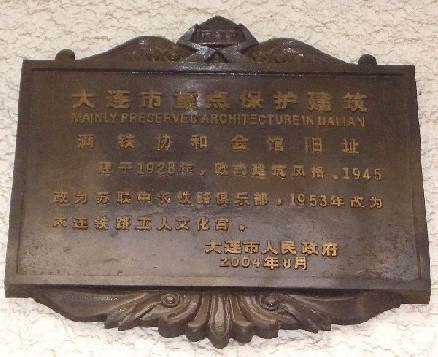 大连市重点保护建筑
MAINLY PRESERVED ARCHITECTURE IN DALIAN
满铁协和会馆旧址
建于1928年，欧式建筑风格。1945
改为苏联中长铁路俱乐部，1953年改为
大连铁路工人文化宫。
大连市人民政府
2004年8月